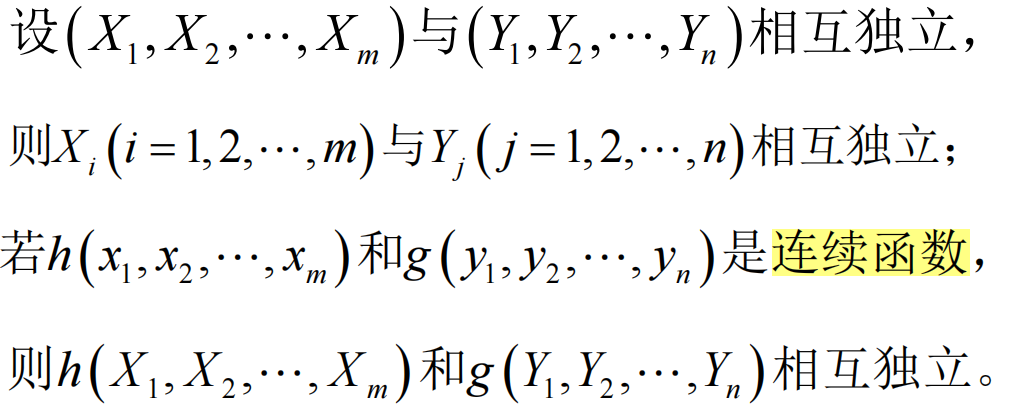 设(X₁,X₂,⋯,Xₘ)与(Y₁,Y₂,⋯,Yₙ)相互独立，
则Xᵢ(i=1,2,⋯,m)与Yⱼ(j=1,2,⋯,n)相互独立；
若h(x₁,x₂,⋯,xₘ)和g(y₁,y₂,⋯,yₙ)是连续函数，
则h(X₁,X₂,⋯,Xₘ)和g(Y₁,Y₂,⋯,Yₙ)相互独立。